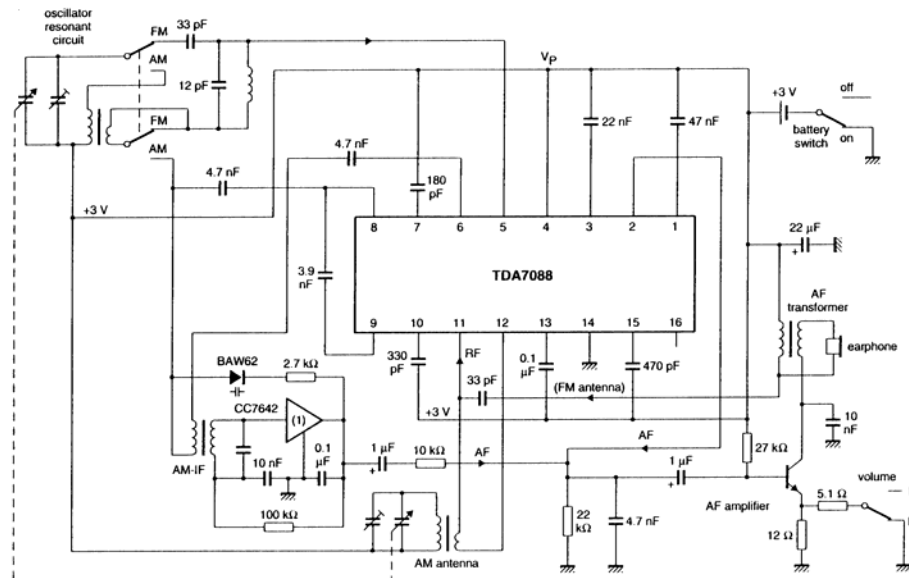 oscillator
resonant
circuit
FM
33 pF
AM
12 pF
FM
AM
4.7 nF
4.7 nF
+3 V
180
pF
VP
22 nF
47 nF
+3 V
off
battery
switch
on
8
7
6
5
4
3
2
1
TDA7088
9
10
11
12
13
14
15
16
3.9
nF
22 µF
+
AF
transformer
earphone
BAW62
2.7 kΩ
330
pF
RF
33 pF
0.1
µF
470 pF
(FM antenna)
+3 V
CC7642
(1)
AM-IF
10 nF
0.1
µF
100 kΩ
1 µF
+
10 kΩ
AF
AF
1 µF
+
27 kΩ
10
nF
volume
AF amplifier
5.1 Ω
12 Ω
22
kΩ
4.7 nF
AM antenna